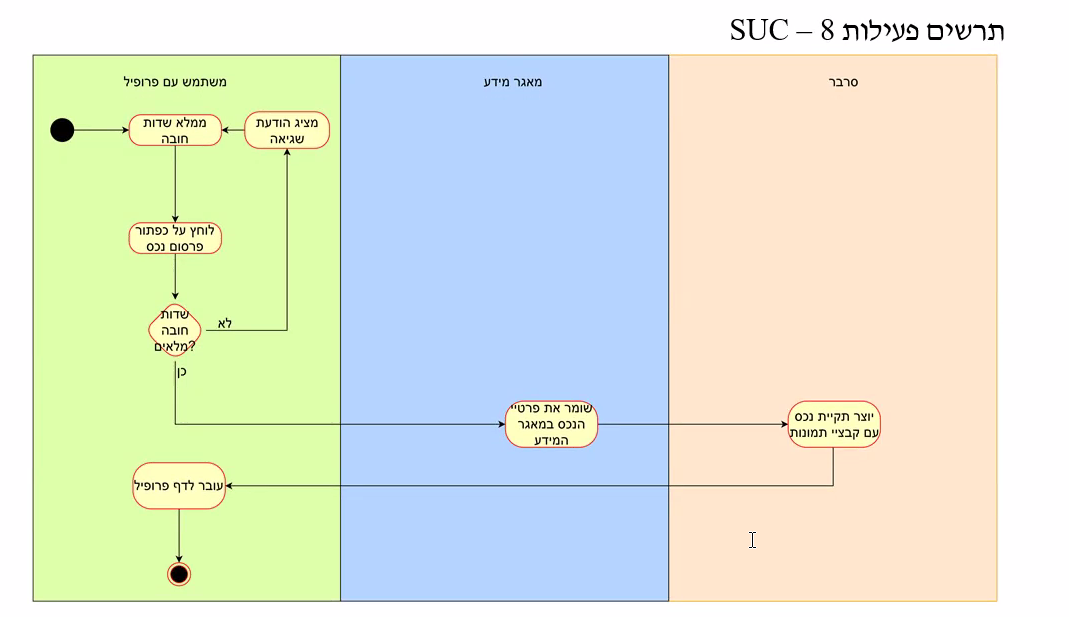 תרשים פעילות SUC – 8
משתמש עם פרופיל
מאגר מידע
סרבר
ממלא שדות
חובה
מציג הודעת
שגיאה
לוחץ על כפתור
פרסום נכס
שדות
חובה
מלאים?
לא
כן
שומר את פרטיי
הנכס במאגר
המידע
יוצר תקיית נכס
עם קבציי תמונות
עובר לדף פרופיל